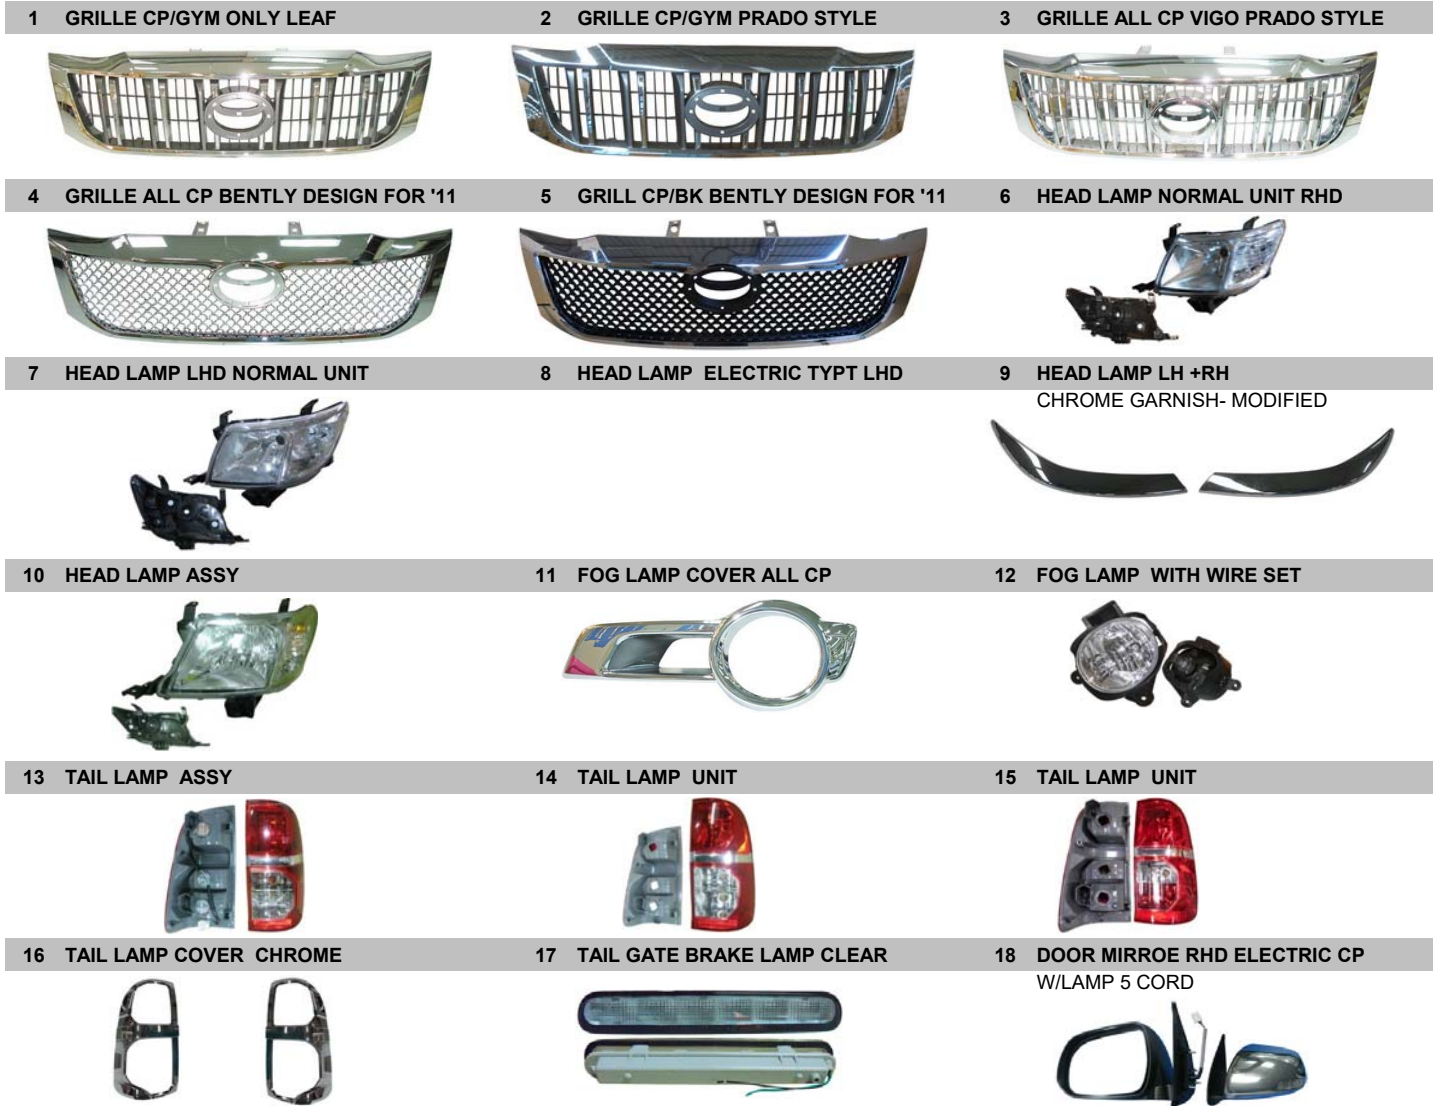 1 GRILLE CP/GYM ONLY LEAF
2 GRILLE CP/GYM PRADO STYLE
3 GRILLE ALL CP VIGO PRADO STYLE
4 GRILLE ALL CP BENTLY DESIGN FOR '11
5 GRILL CP/BK BENTLY DESIGN FOR '11
6 HEAD LAMP NORMAL UNIT RHD
7 HEAD LAMP LHD NORMAL UNIT
8 HEAD LAMP ELECTRIC TYPT LHD
9 HEAD LAMP LH +RH
CHROME GARNISH- MODIFIED
10 HEAD LAMP ASSY
11 FOG LAMP COVER ALL CP
12 FOG LAMP WITH WIRE SET
13 TAIL LAMP ASSY
14 TAIL LAMP UNIT
15 TAIL LAMP UNIT
16 TAIL LAMP COVER CHROME
17 TAIL GATE BRAKE LAMP CLEAR
18 DOOR MIRROE RHD ELECTRIC CP
W/LAMP 5 CORD